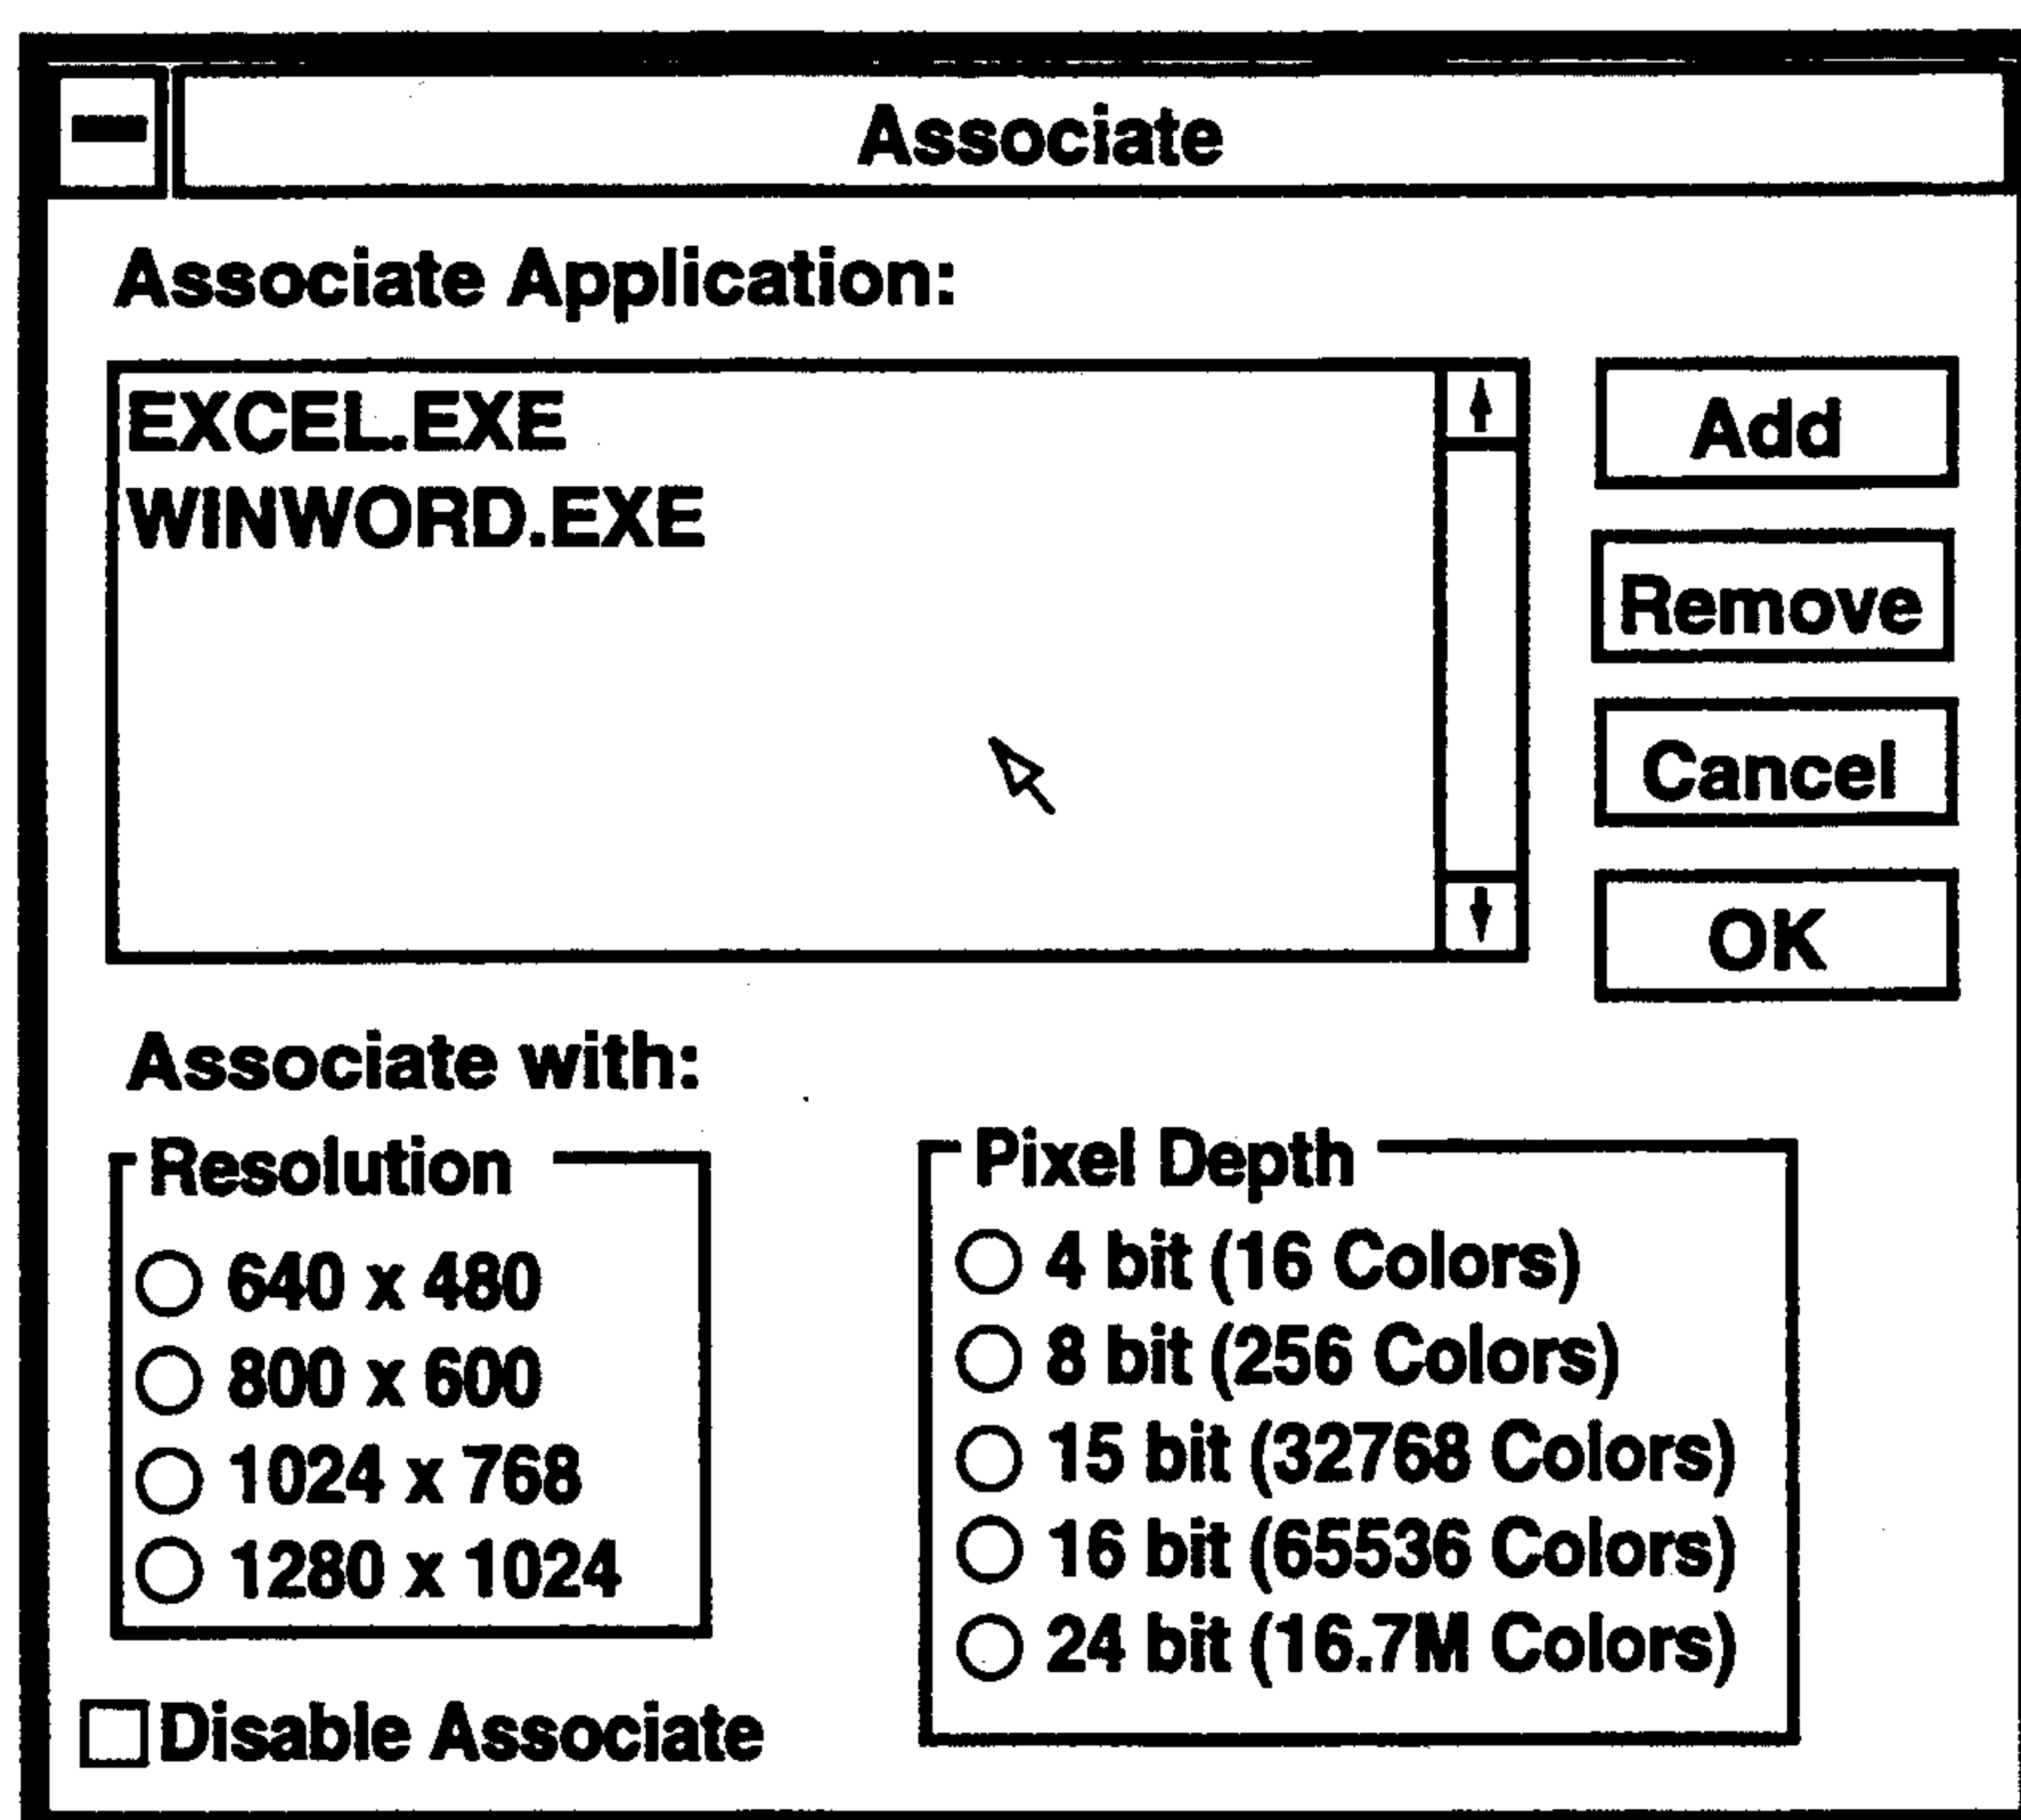 Associate
Associate Application:
EXCEL.EXE
WINWORD.EXE
Add
Remove
Cancel
OK
Associate with:
Resolution
640 x 480
800 x 600
1024 x 768
1280 x 1024
Pixel Depth
4 bit (16 Colors)
8 bit (256 Colors)
15 bit (32768 Colors)
16 bit (65536 Colors)
24 bit (16.7M Colors)
Disable Associate